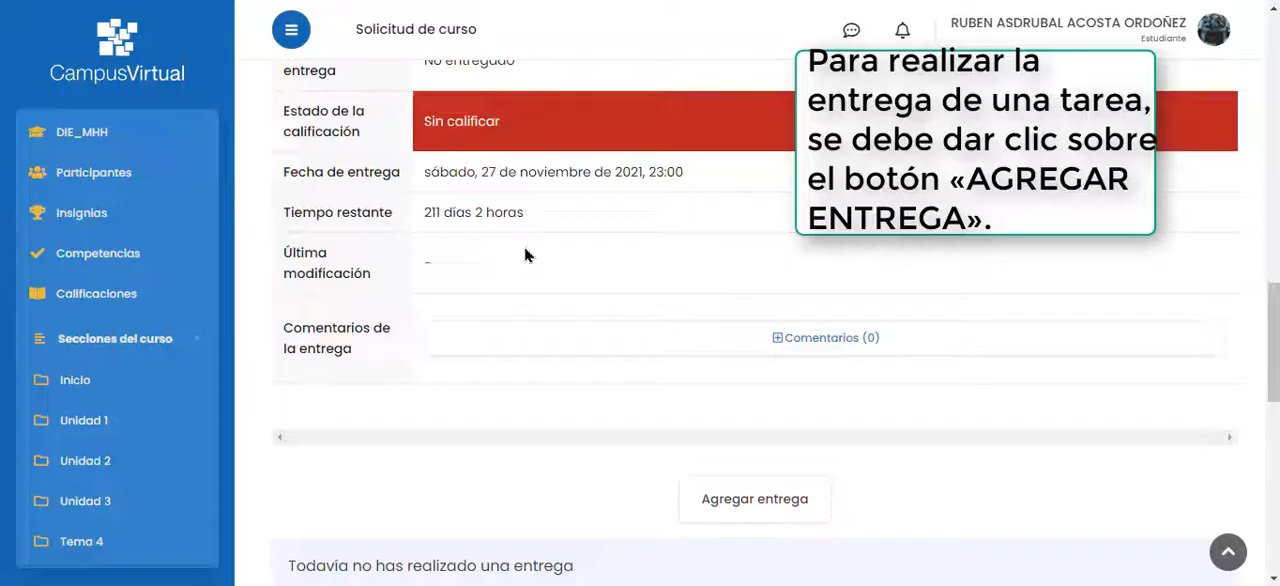 CampusVirtual
DIE_MHH
Participantes
Insignias
Competencias
Calificaciones
Secciones del curso
Inicio
Unidad 1
Unidad 2
Unidad 3
Tema 4
Solicitud de curso
RUBEN ASDRUBAL ACOSTA ORDOÑEZ
Estudiante
Para realizar la
entrega de una tarea,
se debe dar clic sobre
el botón «AGREGAR
ENTREGA».
entrega
No entregado
Estado de la
calificación
Sin calificar
Fecha de entrega
sábado, 27 de noviembre de 2021, 23:00
Tiempo restante
211 días 2 horas
Última
modificación
Comentarios de
la entrega
Comentarios (0)
Agregar entrega
Todavía no has realizado una entrega